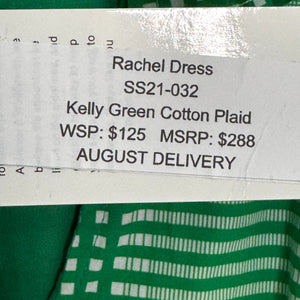 Rachel Dress
SS21-032
Kelly Green Cotton Plaid
WSP: $125 MSRP: $288
AUGUST DELIVERY